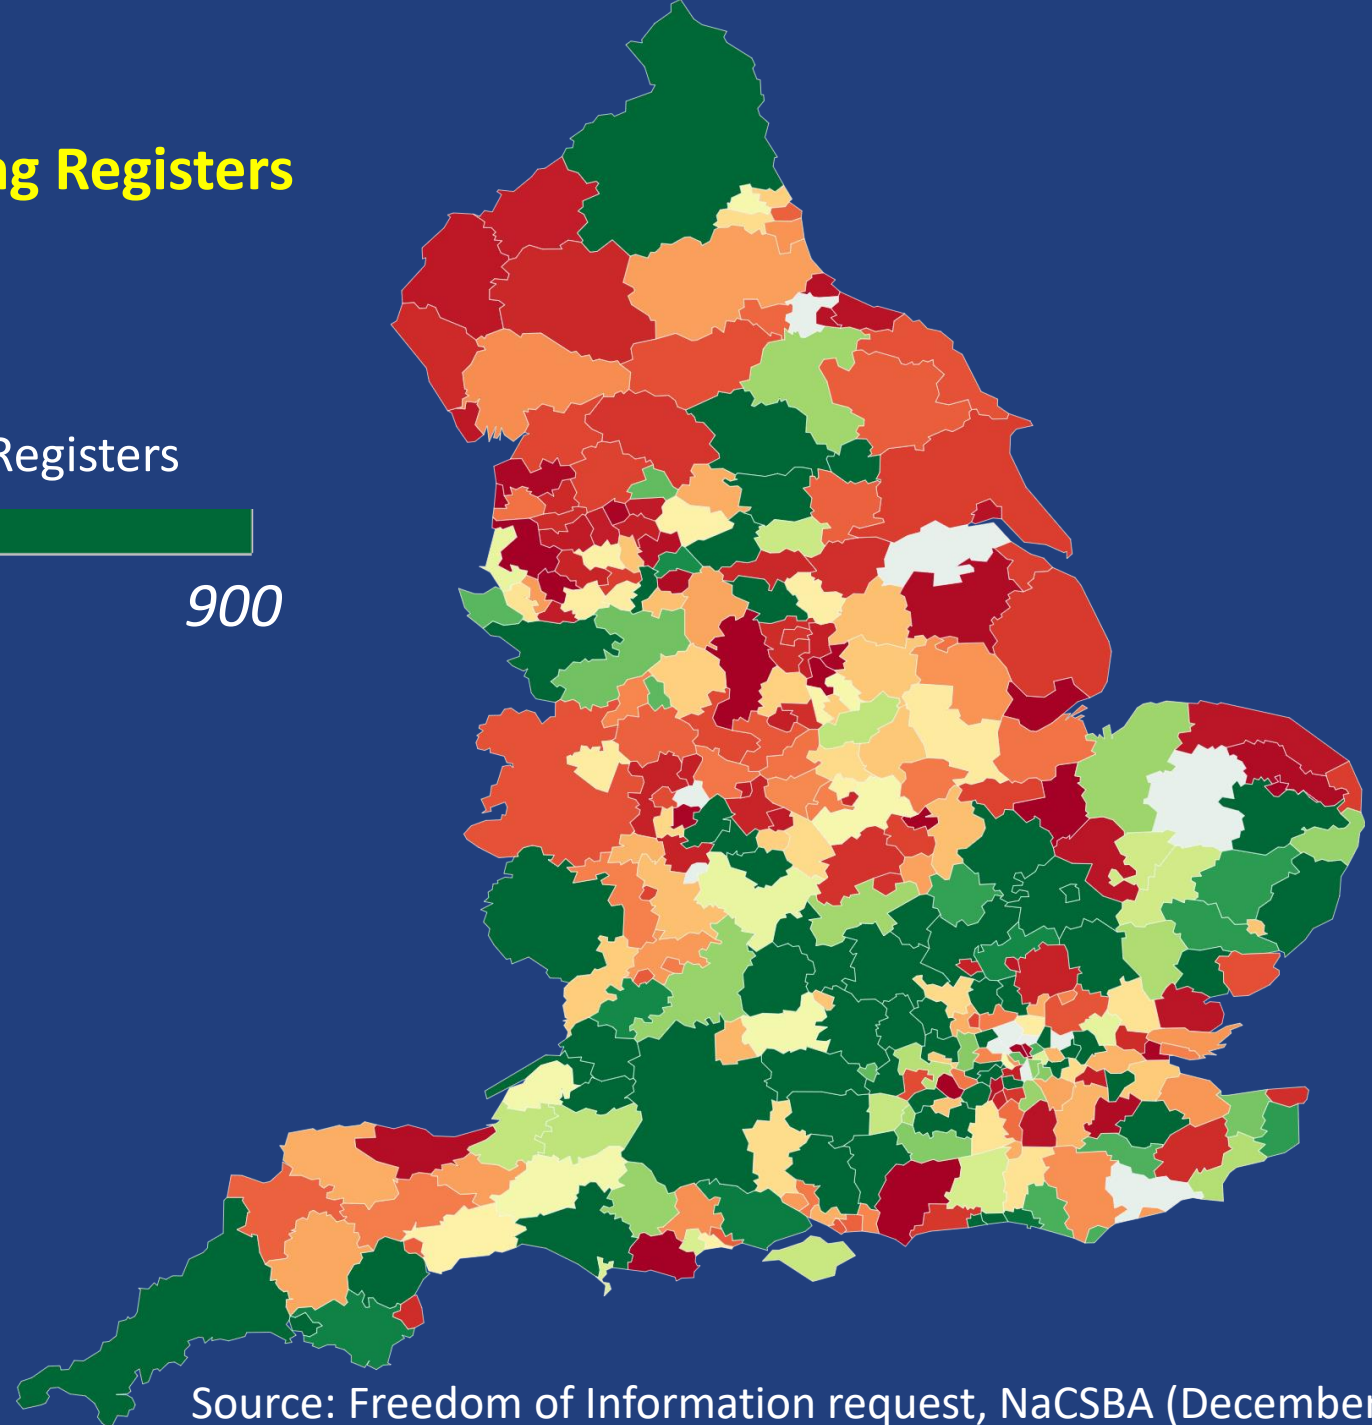 ng Registers
Registers
900
Source: Freedom of Information request, NaCSBA (December